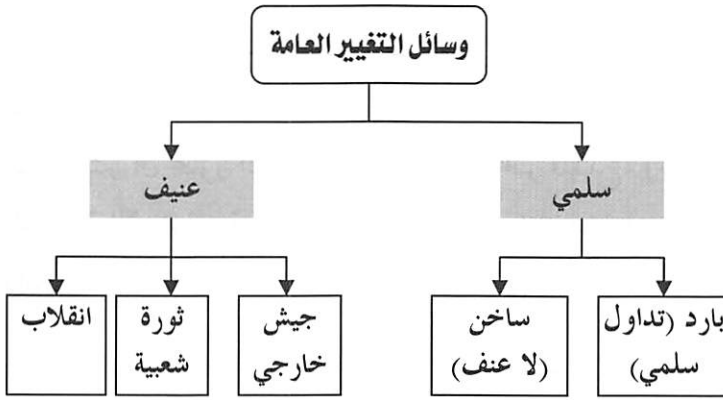 وسائل التغيير العامة
سلمي
عنيف
بارد (تداول
سلمي)
ساخن
(لا عنف)
جيش
خارجي
ثورة
شعبية
انقلاب